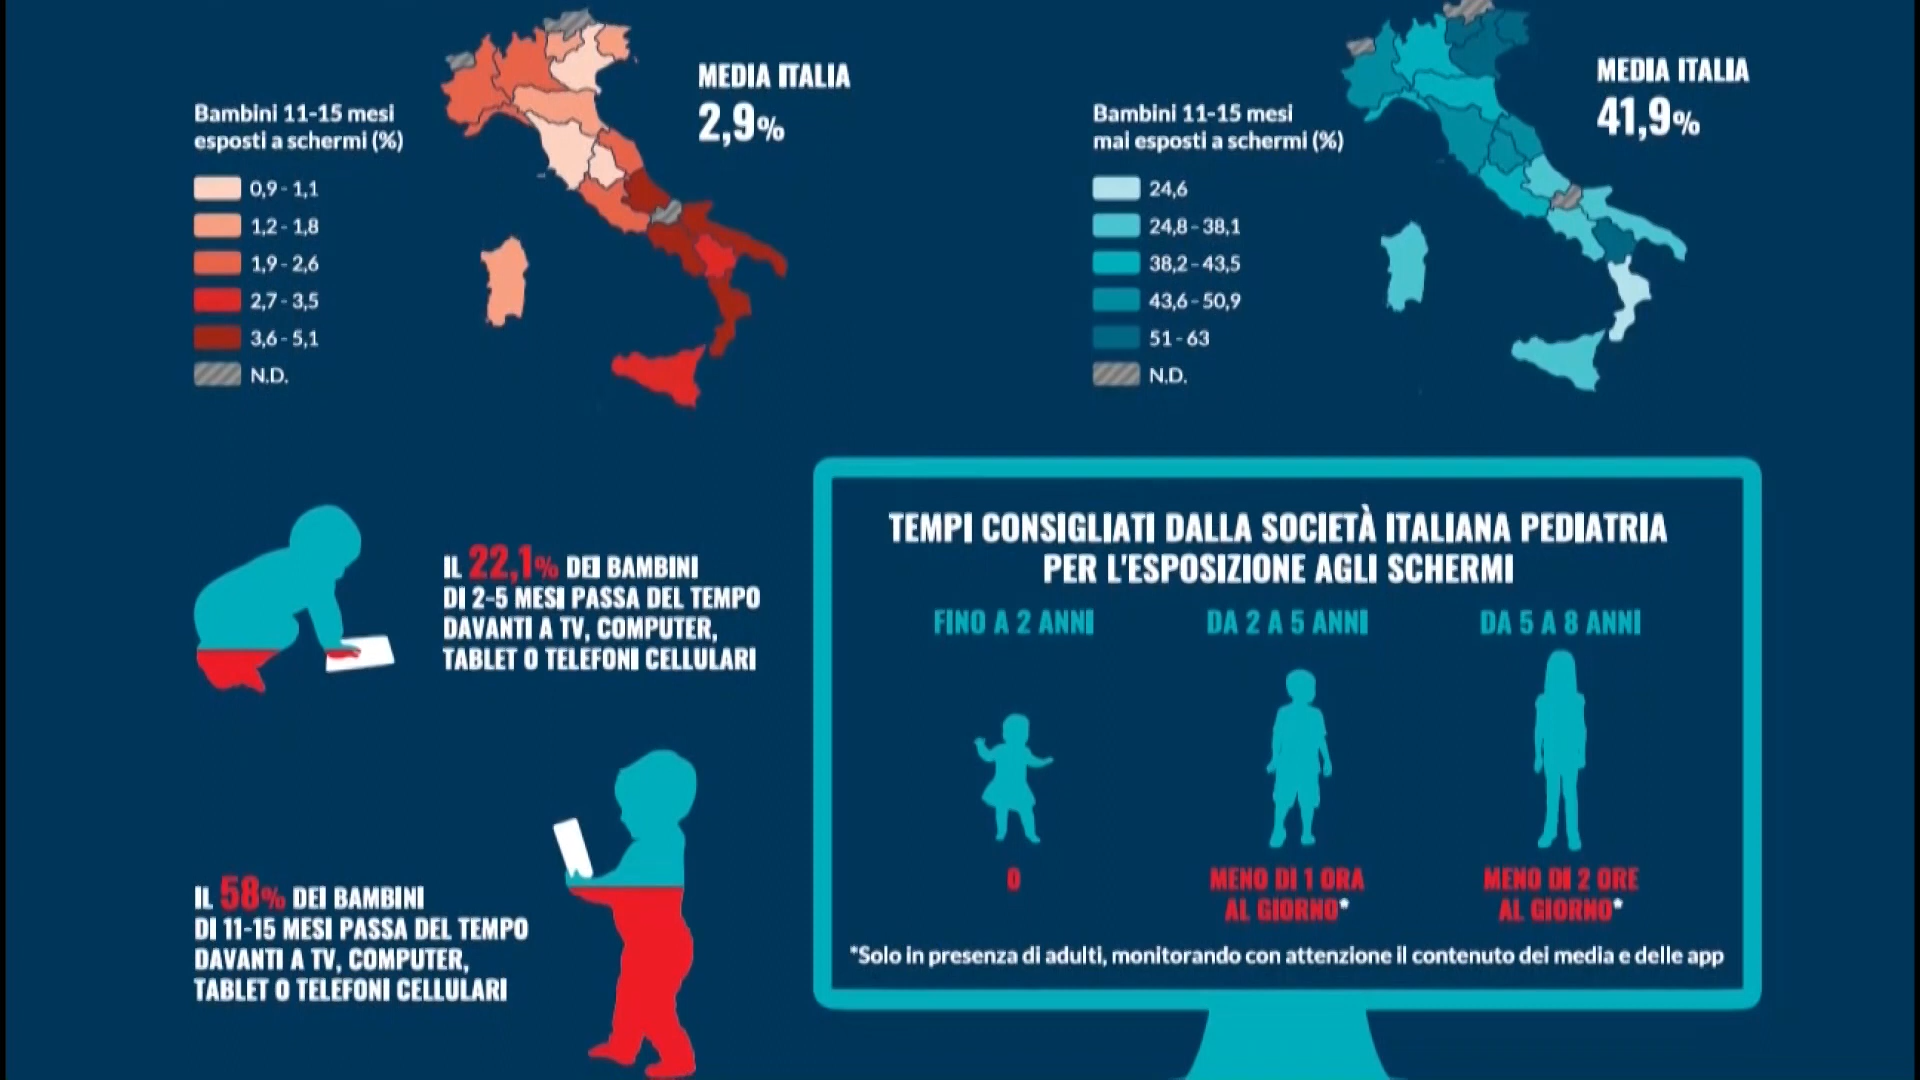 MEDIA ITALIA
2,9%
Bambini 11-15 mesi
esposti a schermi (%)
0,9 - 1,1
1,2 - 1,8
1,9 - 2,6
2,7 - 3,5
3,6 - 5,1
N.D.
MEDIA ITALIA
41,9%
Bambini 11-15 mesi
mai esposti a schermi (%)
24,6
24,8 - 38,1
38,2 - 43,5
43,6 - 50,9
51 - 63
N.D.
IL 22,1% DEI BAMBINI
DI 2-5 MESI PASSA DEL TEMPO
DAVANTI A TV, COMPUTER,
TABLET O TELEFONI CELLULARI
IL 58% DEI BAMBINI
DI 11-15 MESI PASSA DEL TEMPO
DAVANTI A TV, COMPUTER,
TABLET O TELEFONI CELLULARI
TEMPI CONSIGLIATI DALLA SOCIETÀ ITALIANA PEDIATRIA
PER L'ESPOSIZIONE AGLI SCHERMI
FINO A 2 ANNI
0
DA 2 A 5 ANNI
MENO DI 1 ORA
AL GIORNO*
DA 5 A 8 ANNI
MENO DI 2 ORE
AL GIORNO*
*Solo in presenza di adulti, monitorando con attenzione il contenuto dei media e delle app